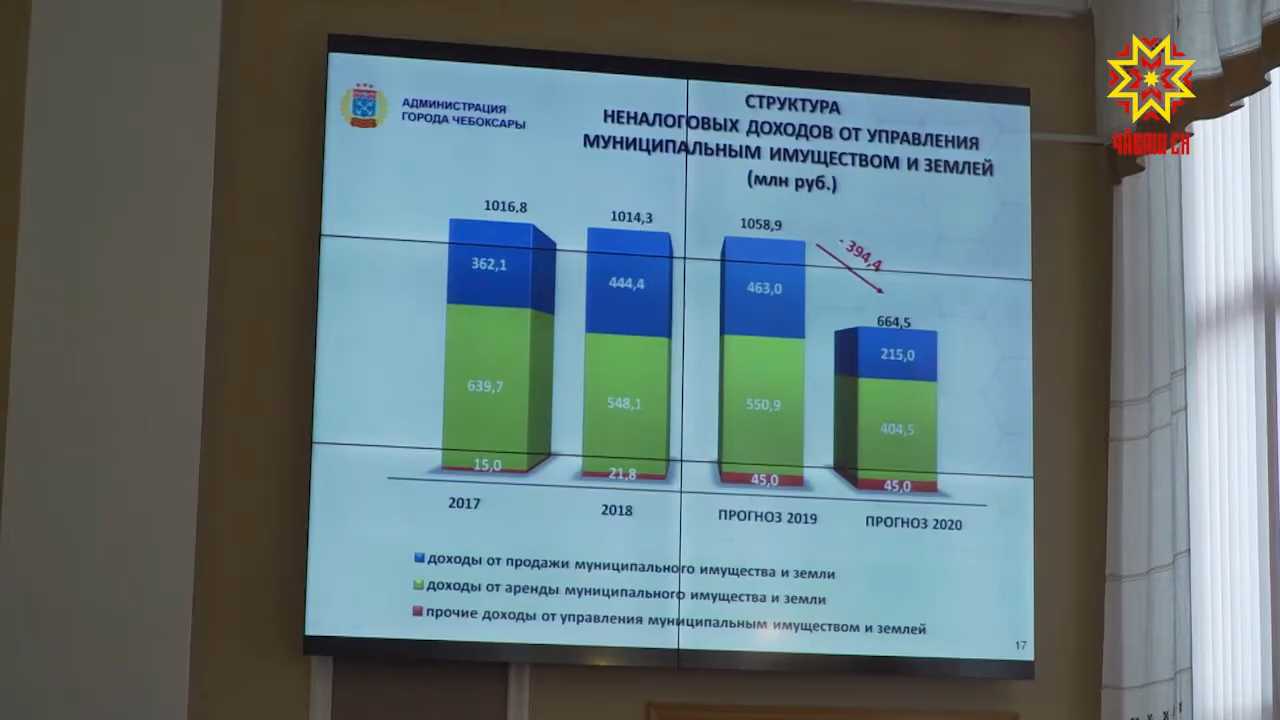 ЧӐВАШ ЕН
АДМИНИСТРАЦИЯ
ГОРОДА ЧЕБОКСАРЫ
СТРУКТУРА
НЕНАЛОГОВЫХ ДОХОДОВ ОТ УПРАВЛЕНИЯ
МУНИЦИПАЛЬНЫМ ИМУЩЕСТВОМ И ЗЕМЛЕЙ
(млн руб.)
1016,8 1014,3 1058,9
- 394,4
664,5
362,1 444,4 463,0 215,0
639,7 548,1 550,9 404,5
15,0 21,8 45,0 45,0
2017 2018 ПРОГНОЗ 2019 ПРОГНОЗ 2020
доходы от продажи муниципального имущества и земли
доходы от аренды муниципального имущества и земли
прочие доходы от управления муниципальным имуществом и землей
17